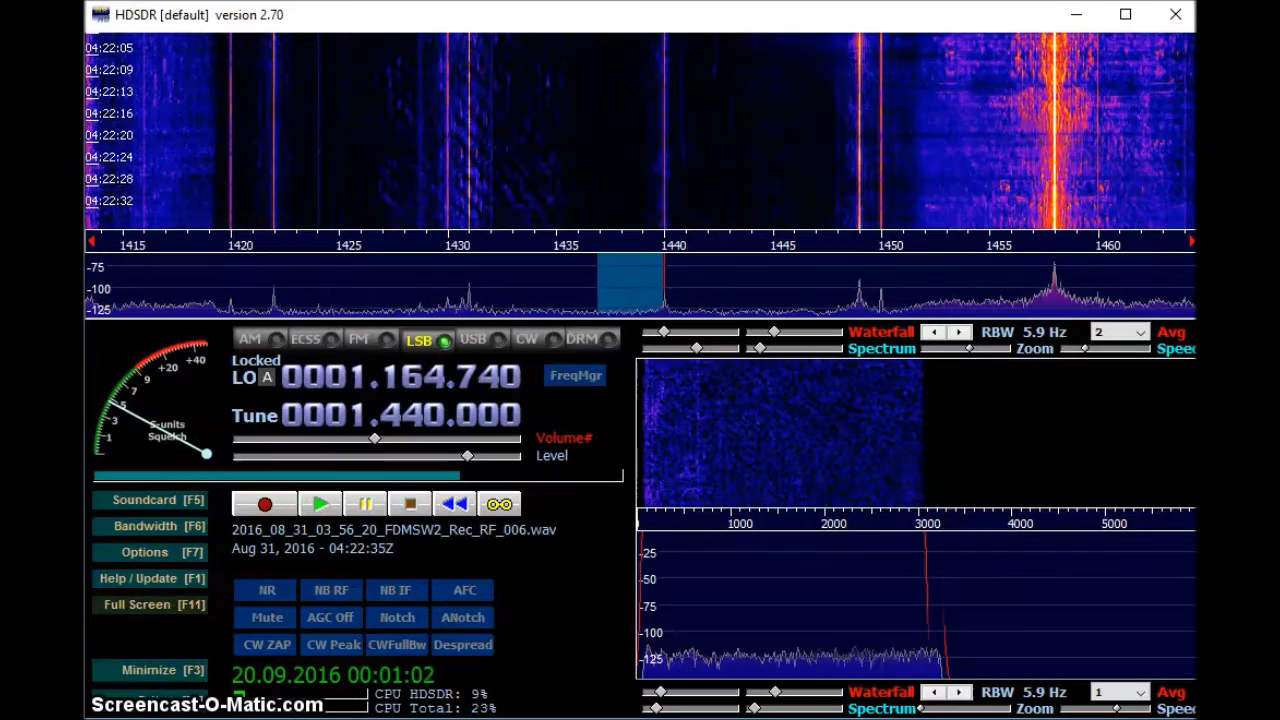 HDSDR [default] version 2.70
04:22:05
04:22:09
04:22:13
04:22:16
04:22:20
04:22:24
04:22:28
04:22:32
1415 1420 1425 1430 1435 1440 1445 1450 1455 1460
-75
-100
-125
AM ECSS FM LSB USB CW DRM
Waterfall RBW 5.9 Hz 2 Avg
Spectrum Zoom Speed
Locked
LO A 0001.164.740 FreqMgr
Tune 0001.440.000
+40
+20
9
7
5
3
1
S-units
Squelch
Volume#
Level
Soundcard [F5]
Bandwidth [F6]
Options [F7]
Help / Update [F1]
Full Screen [F11]
Minimize [F3]
2016_08_31_03_56_20_FDMSW2_Rec_RF_006.wav
Aug 31, 2016 - 04:22:35Z
NR NB RF NB IF AFC
Mute AGC Off Notch ANotch
CW ZAP CW Peak CWFullBw Despread
20.09.2016 00:01:02
CPU HDSDR: 9%
CPU Total: 23%
1000 2000 3000 4000 5000
-25
-50
-75
-100
-125
Waterfall RBW 5.9 Hz 1 Avg
Spectrum Zoom Speed
Screencast-O-Matic.com